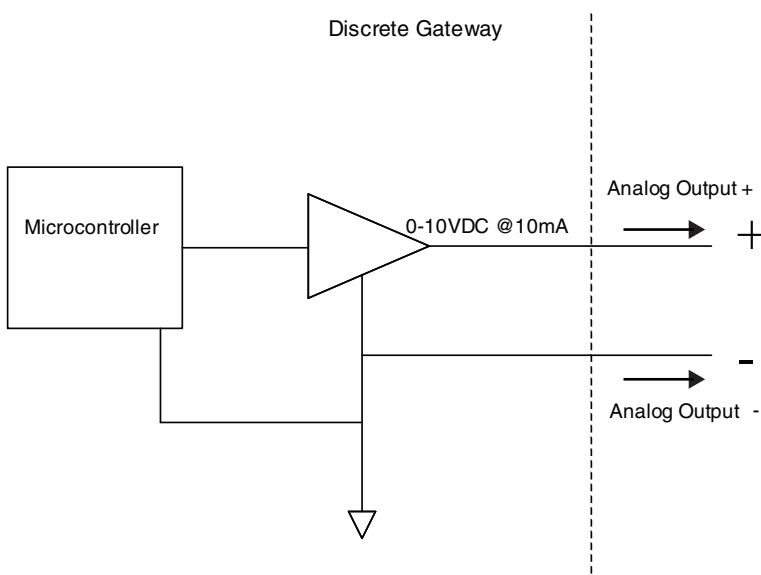 Discrete Gateway
Analog Output +
Microcontroller
0-10VDC @10mA
+
-
Analog Output -